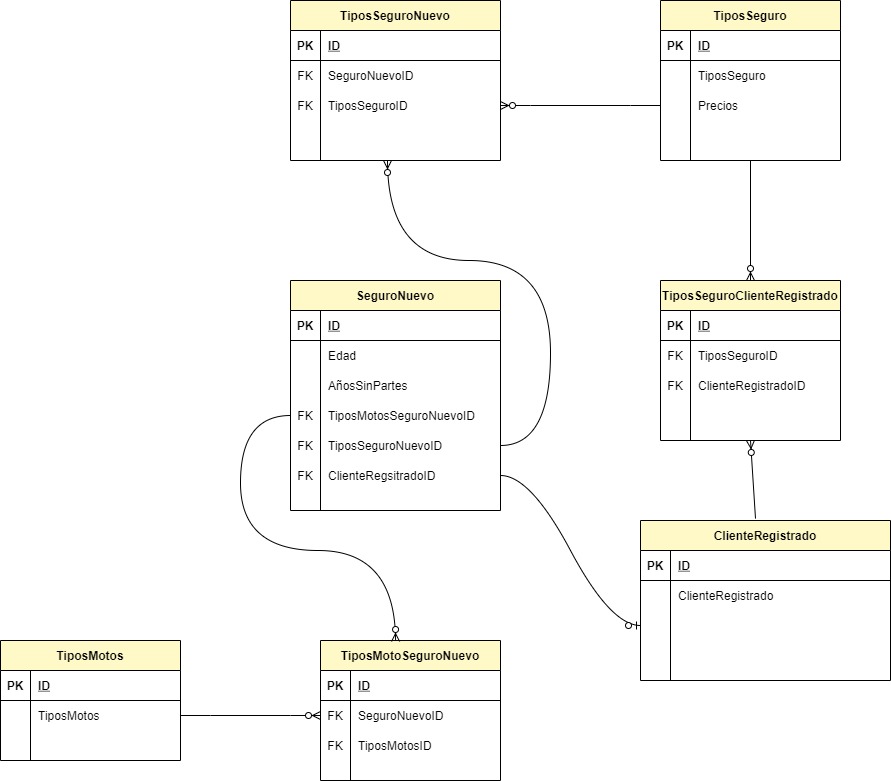 TiposSeguroNuevo
PK ID
FK SeguroNuevoID
FK TiposSeguroID
TiposSeguro
PK ID
TiposSeguro
Precios
SeguroNuevo
PK ID
Edad
AñosSinPartes
FK TiposMotosSeguroNuevoID
FK TiposSeguroNuevoID
FK ClienteRegsitradoID
TiposSeguroClienteRegistrado
PK ID
FK TiposSeguroID
FK ClienteRegistradoID
ClienteRegistrado
PK ID
ClienteRegistrado
TiposMotos
PK ID
TiposMotos
TiposMotoSeguroNuevo
PK ID
FK SeguroNuevoID
FK TiposMotosID